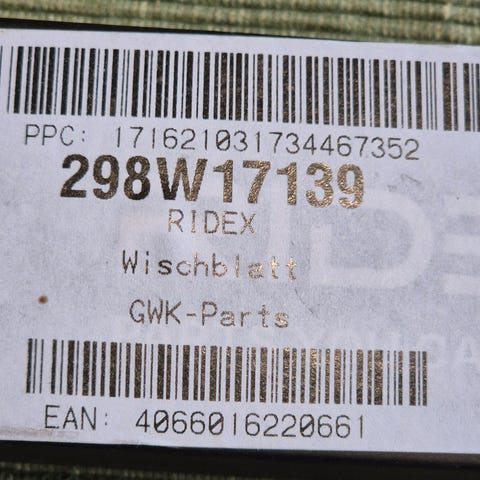 PPC: 171621031734467352
298W17139
RIDEX
Wischblatt
GWK-Parts
EAN: 4066016220661